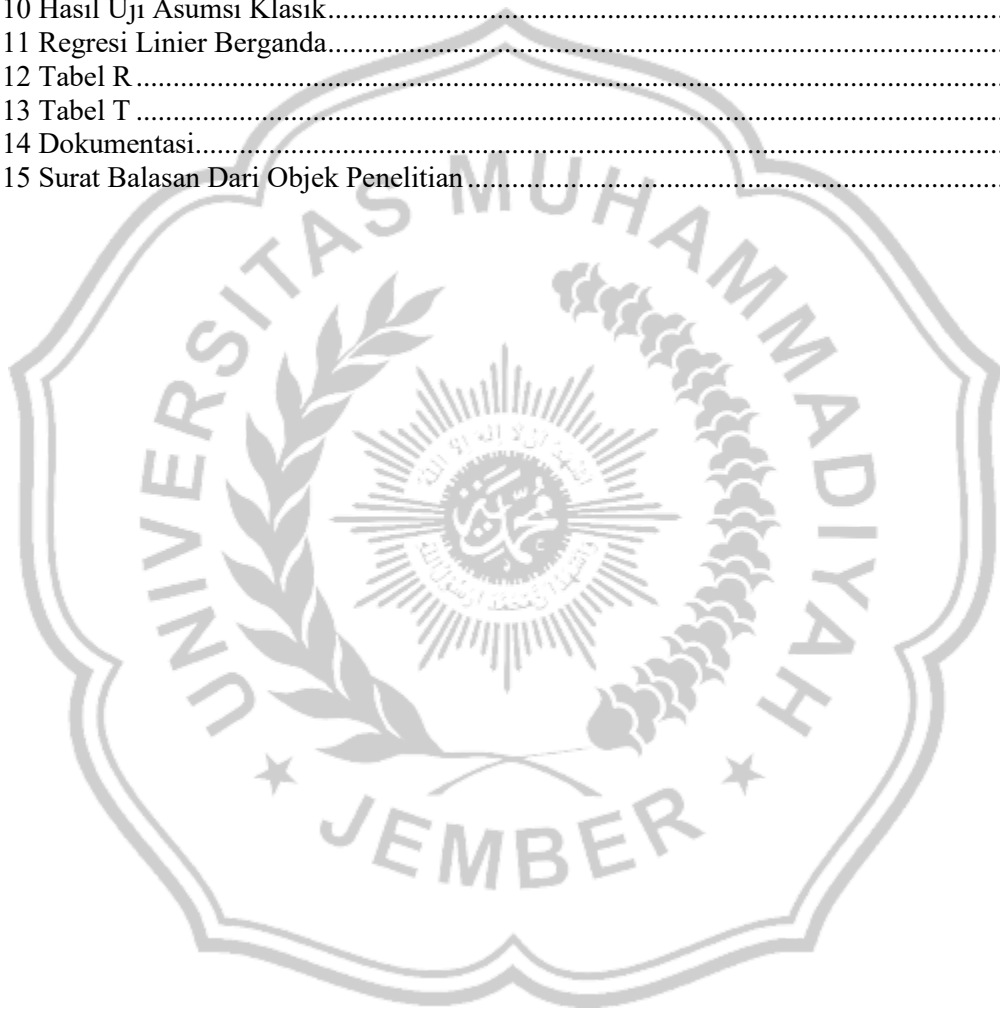 10 Hasil Uji Asumsi Klasik........................................................................................
11 Regresi Linier Berganda........................................................................................
12 Tabel R..................................................................................................................
13 Tabel T ..................................................................................................................
14 Dokumentasi..........................................................................................................
15 Surat Balasan Dari Objek Penelitian......................................................................
UNIVERSITAS MUHAMMADIYAH
JEMBER